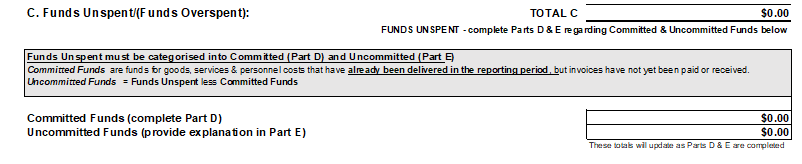 C. Funds Unspent/(Funds Overspent): TOTAL C $0.00
FUNDS UNSPENT - complete Parts D & E regarding Committed & Uncommitted Funds below
Funds Unspent must be categorised into Committed (Part D) and Uncommitted (Part E)
Committed Funds are funds for goods, services & personnel costs that have already been delivered in the reporting period, but invoices have not yet been paid or received.
Uncommitted Funds = Funds Unspent less Committed Funds
Committed Funds (complete Part D) $0.00
Uncommitted Funds (provide explanation in Part E) $0.00
These totals will update as Parts D & E are completed